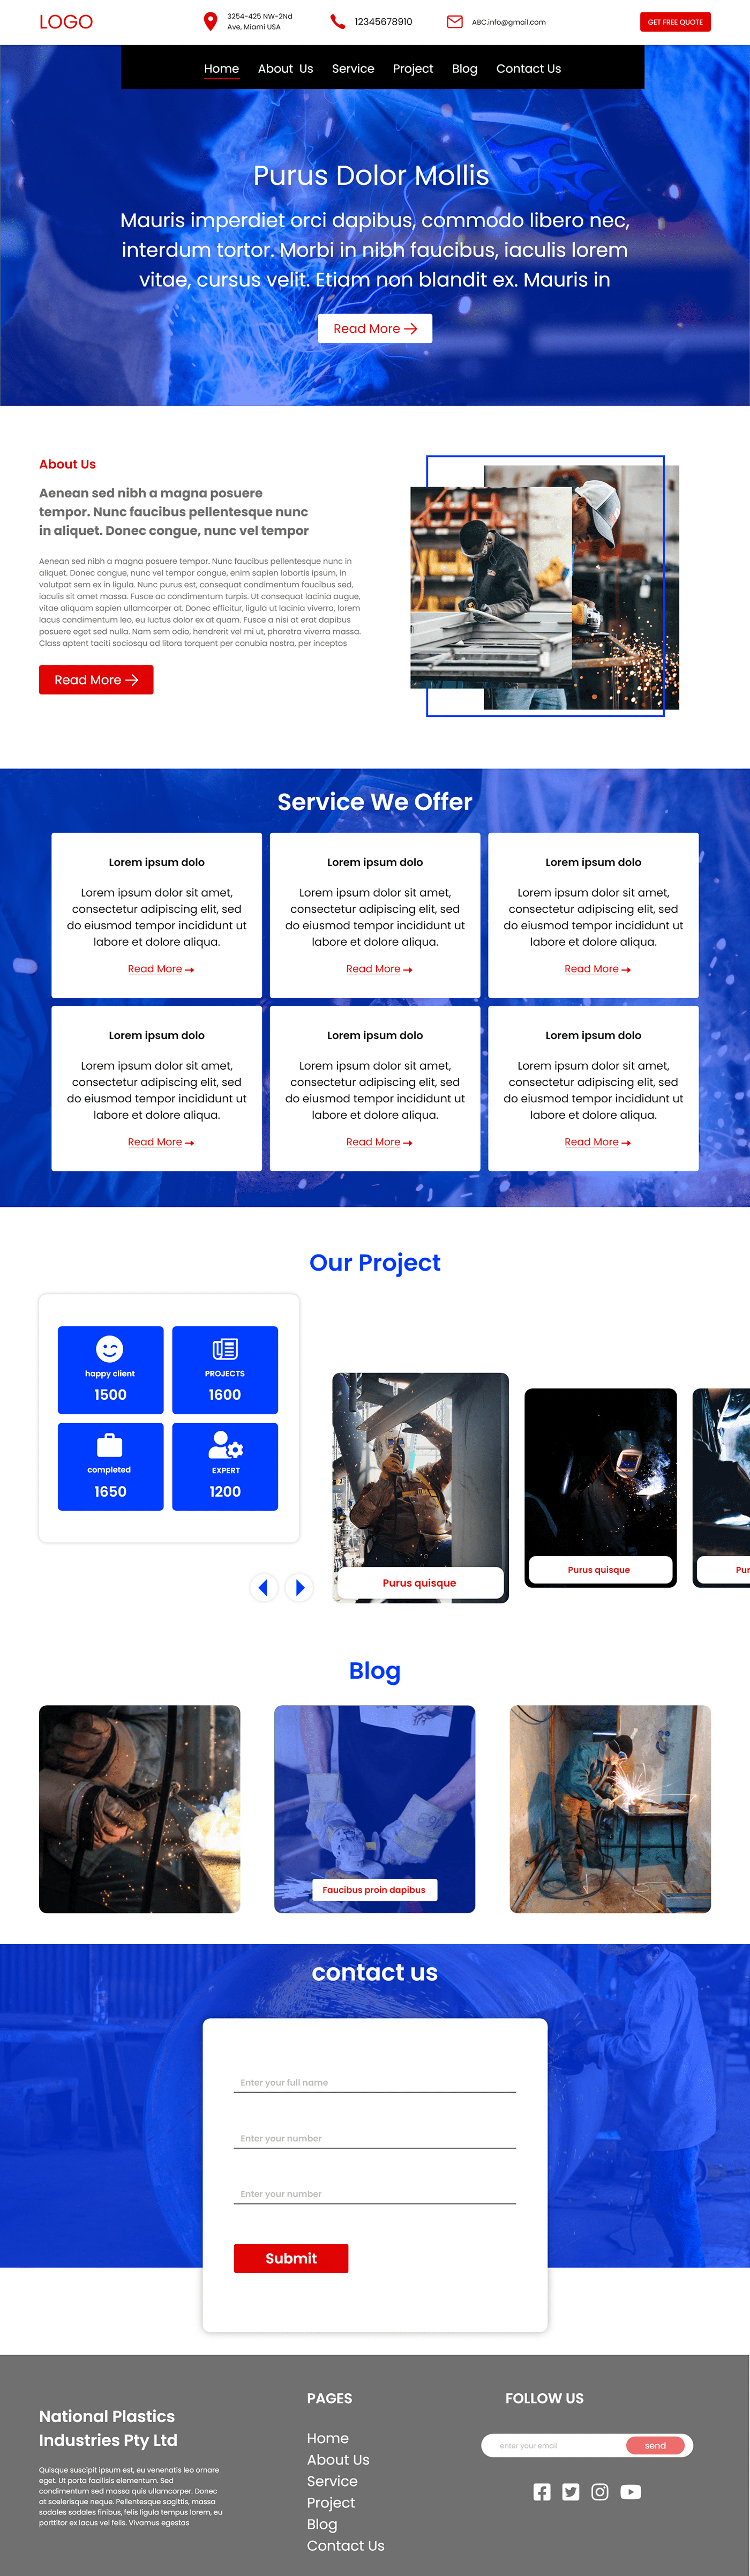 LOGO
3254-425 NW-2Nd
Ave, Miami USA
12345678910
ABC.info@gmail.com
GET FREE QUOTE
Home About Us Service Project Blog Contact Us
Purus Dolor Mollis
Mauris imperdiet orci dapibus, commodo libero nec,
interdum tortor. Morbi in nibh faucibus, iaculis lorem
vitae, cursus velit. Etiam non blandit ex. Mauris in
Read More
About Us
Aenean sed nibh a magna posuere
tempor. Nunc faucibus pellentesque nunc
in aliquet. Donec congue, nunc vel tempor
Aenean sed nibh a magna posuere tempor. Nunc faucibus pellentesque nunc in
aliquet. Donec congue, nunc vel tempor congue, enim sapien lobortis ipsum, in
volutpat sem ex in ligula. Nunc purus est, consequat condimentum faucibus sed,
iaculis sit amet massa. Fusce ac condimentum turpis. Ut consequat lacinia augue,
vitae aliquam sapien ullamcorper at. Donec efficitur, ligula ut lacinia viverra, lorem
lacus condimentum leo, eu luctus dolor ex at quam. Fusce a nisi at erat dapibus
posuere eget sed nulla. Nam sem odio, hendrerit vel mi ut, pharetra viverra massa.
Class aptent taciti sociosqu ad litora torquent per conubia nostra, per inceptos
Read More
Service We Offer
Lorem ipsum dolo
Lorem ipsum dolor sit amet,
consectetur adipiscing elit, sed
do eiusmod tempor incididunt ut
labore et dolore aliqua.
Read More
Lorem ipsum dolo
Lorem ipsum dolor sit amet,
consectetur adipiscing elit, sed
do eiusmod tempor incididunt ut
labore et dolore aliqua.
Read More
Lorem ipsum dolo
Lorem ipsum dolor sit amet,
consectetur adipiscing elit, sed
do eiusmod tempor incididunt ut
labore et dolore aliqua.
Read More
Lorem ipsum dolo
Lorem ipsum dolor sit amet,
consectetur adipiscing elit, sed
do eiusmod tempor incididunt ut
labore et dolore aliqua.
Read More
Lorem ipsum dolo
Lorem ipsum dolor sit amet,
consectetur adipiscing elit, sed
do eiusmod tempor incididunt ut
labore et dolore aliqua.
Read More
Lorem ipsum dolo
Lorem ipsum dolor sit amet,
consectetur adipiscing elit, sed
do eiusmod tempor incididunt ut
labore et dolore aliqua.
Read More
Our Project
happy client
1500
PROJECTS
1600
completed
1650
EXPERT
1200
Purus quisque
Purus quisque
Pur
Blog
Faucibus proin dapibus
contact us
Enter your full name
Enter your number
Enter your number
Submit
National Plastics
Industries Pty Ltd
Quisque suscipit ipsum est, eu venenatis leo ornare
eget. Ut porta facilisis elementum. Sed
condimentum sed massa quis ullamcorper. Donec
at scelerisque neque. Pellentesque sagittis, massa
sodales sodales finibus, felis ligula tempus lorem, eu
porttitor ex lacus vel felis. Vivamus egestas
PAGES
Home
About Us
Service
Project
Blog
Contact Us
FOLLOW US
enter your email
send